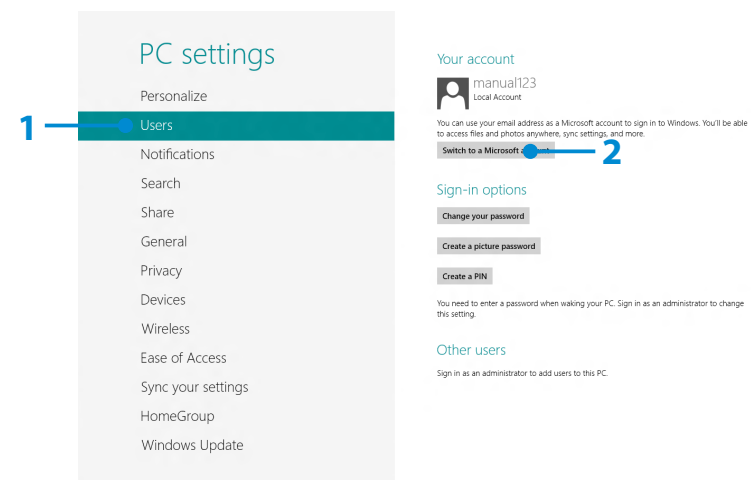 PC settings
Personalize
1
Users
Notifications
Search
Share
General
Privacy
Devices
Wireless
Ease of Access
Sync your settings
HomeGroup
Windows Update
Your account
manual123
Local Account
You can use your email address as a Microsoft account to sign in to Windows. You'll be able
to access files and photos anywhere, sync settings, and more.
Switch to a Microsoft
2
Sign-in options
Change your password
Create a picture password
Create a PIN
You need to enter a password when waking your PC. Sign in as an administrator to change
this setting.
Other users
Sign in as an administrator to add users to this PC.